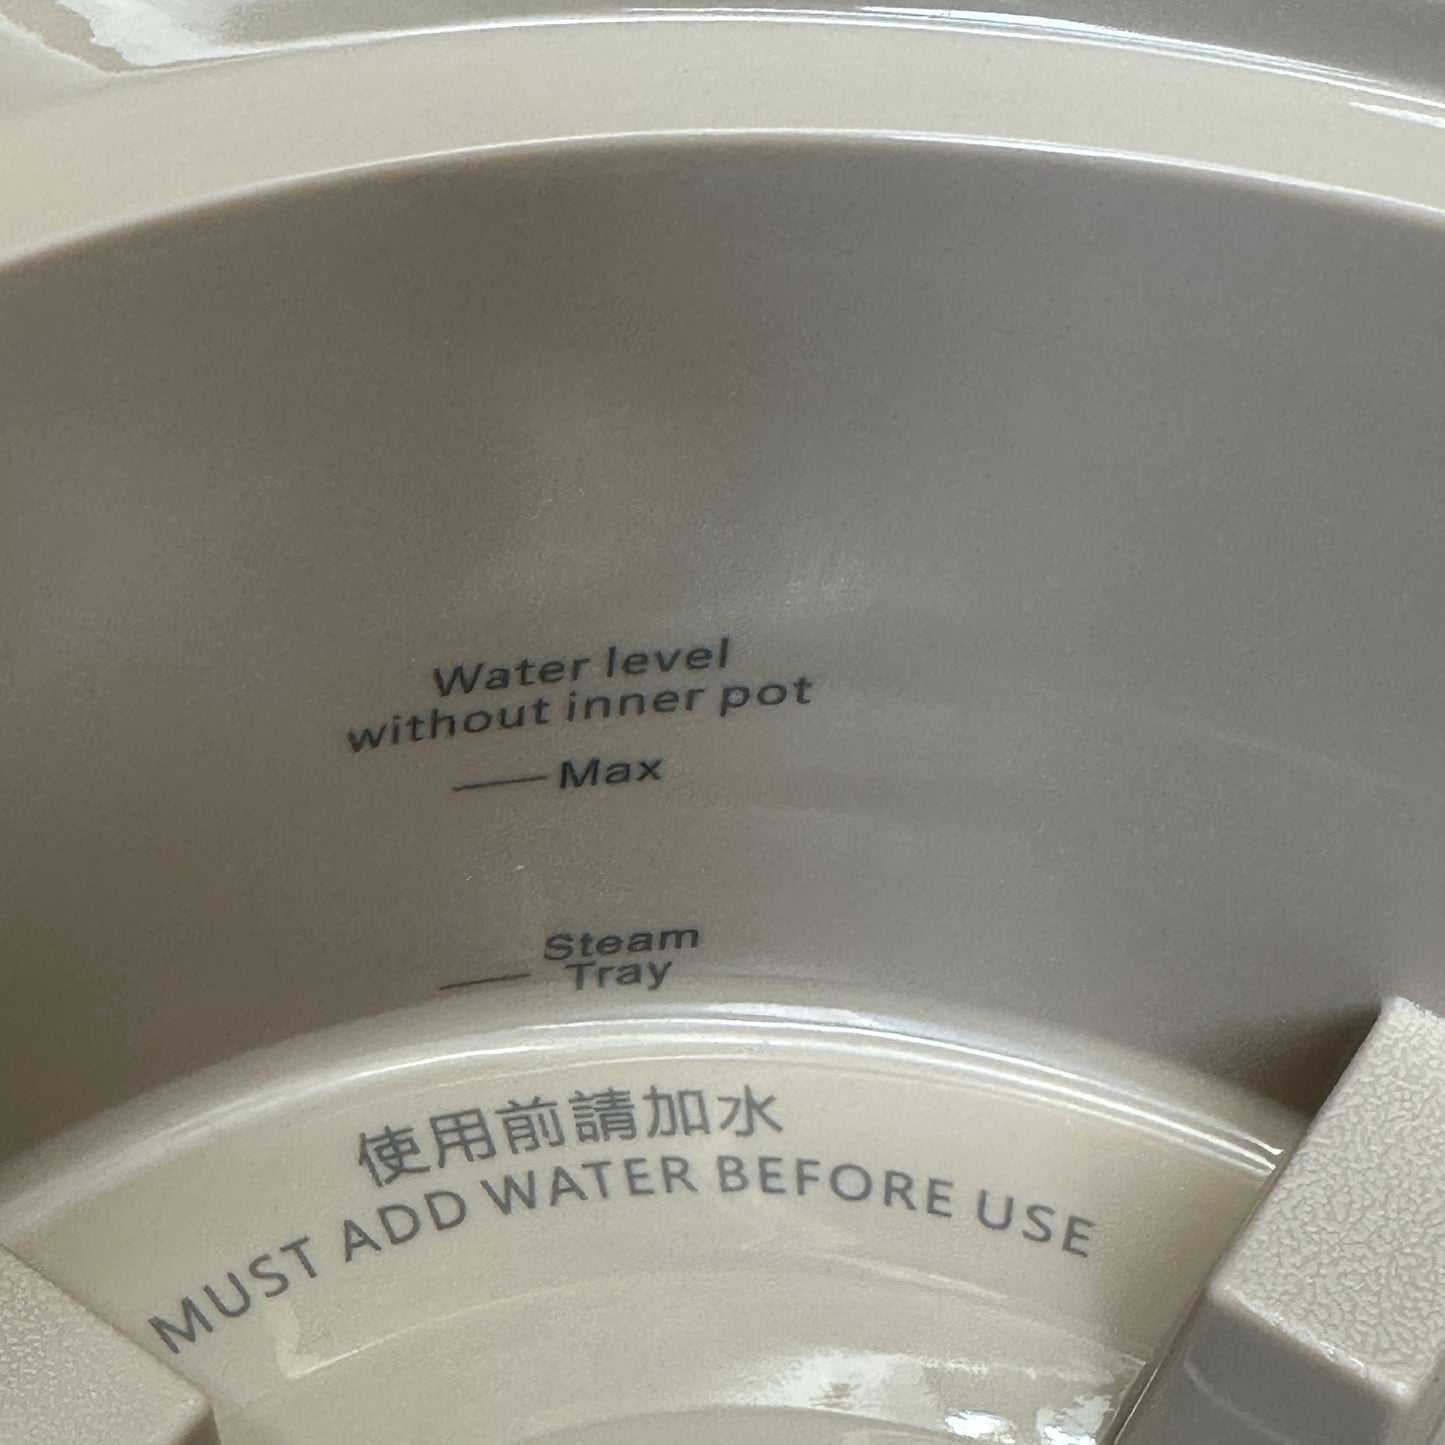 Water level
without inner pot
Max
Steam
Tray
使用前請加水
MUST ADD WATER BEFORE USE